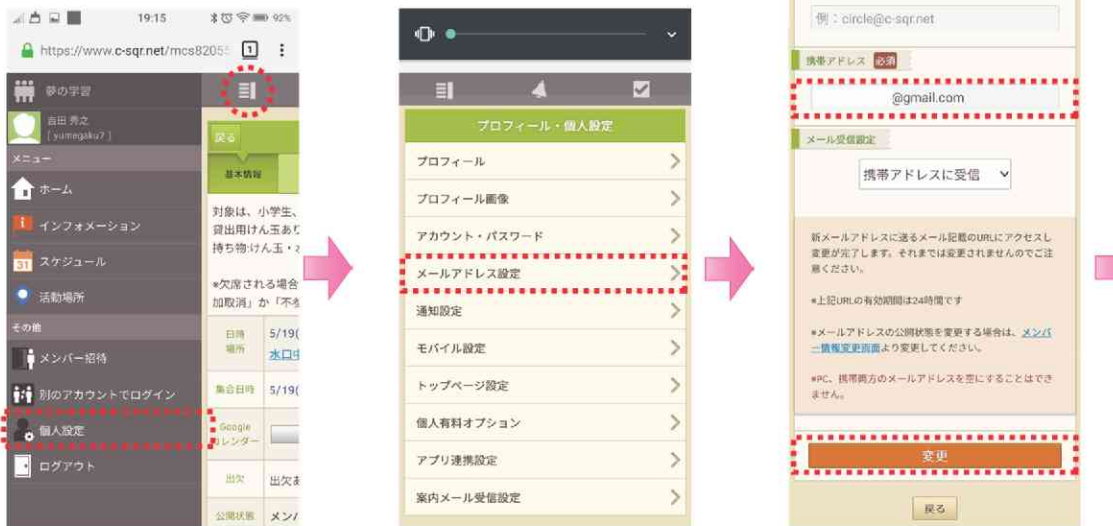 19:15
92%
https://www.c-sqr.net/mcs8205
1
夢の学習
吉田 秀之
[ yumegaku7 ]
メニュー
ホーム
インフォメーション
31
スケジュール
活動場所
その他
メンバー招待
別のアカウントでログイン
個人設定
ログアウト
戻る
基本情報
対象は、小学生、
貸出用けん玉あり
持ち物:けん玉・
*欠席される場合
加取消」か「不
日時
場所
5/19(
水口
集合日時
5/19(
Google
カレンダー
出欠
出欠
公開状態
メン
プロフィール・個人設定
プロフィール
プロフィール画像
アカウント・パスワード
メールアドレス設定
通知設定
モバイル設定
トップページ設定
個人有料オプション
アプリ連携設定
案内メール受信設定
例：circle@c-sqr.net
携帯アドレス 必須
@gmail.com
メール受信設定
携帯アドレスに受信
新メールアドレスに送るメール記載のURLにアクセスし
変更が完了します。それまでは変更されませんのでご注
意ください。
*上記URLの有効期間は24時間です
*メールアドレスの公開状態を変更する場合は、メンバ
ー情報変更画面より変更してください。
*PC、携帯両方のメールアドレスを空にすることはでき
ません。
変更
戻る